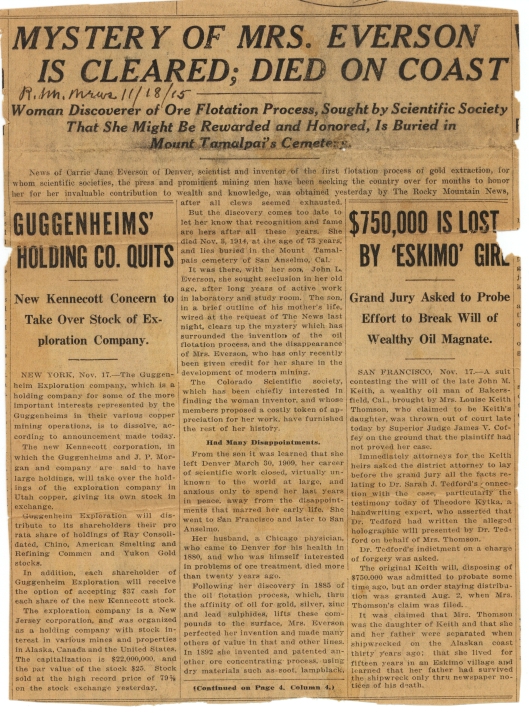 MYSTERY OF MRS. EVERSON
IS CLEARED; DIED ON COAST
R.M. News 11/18/15
Woman Discoverer of Ore Flotation Process, Sought by Scientific Society
That She Might Be Rewarded and Honored, Is Buried in
Mount Tamalpai's Cemetery.
News of Carrie Jane Everson of Denver, scientist and inventor of the first flotation process of gold extraction, for
whom scientific societies, the press and prominent mining men have been seeking the country over for months to honor
her for her invaluable contribution to wealth and knowledge, was obtained yesterday by The Rocky Mountain News,
GUGGENHEIMS'
HOLDING CO. QUITS
New Kennecott Concern to
Take Over Stock of Ex-
ploration Company.
NEW YORK, Nov. 17.—The Guggen-
heim Exploration company, which is a
holding company for some of the more
important interests represented by the
Guggenheims in their various copper
mining operations, is to dissolve, ac-
cording to announcement made today.
The new Kennecott corporation, in
which the Guggenheims and J. P. Mor-
gan and company are said to have
large holdings, will take over the hold-
ings of the exploration company in
Utah copper, giving its own stock in
exchange.
Guggenheim Exploration will dis-
tribute to its shareholders their pro
rata share of holdings of Ray Consoli-
dated, Chino, American Smelting and
Refining Common and Yukon Gold
stocks.
In addition, each shareholder of
Guggenheim Exploration will receive
the option of accepting $37 cash for
each share of the new Kennecott stock.
The exploration company is a New
Jersey corporation, and was organized
as a holding company with stock in-
terest in various mines and properties
in Alaska, Canada and the United States.
The capitalization is $22,000,000, and
the par value of the stock $25. Stock
sold at the high record price of 79⅛
on the stock exchange yesterday.
after all clews seemed exhausted.
But the discovery comes too late to
let her know that recognition and fame
are hers after all these years. She
died Nov. 3, 1914, at the age of 73 years,
and lies buried in the Mount Tamal-
pais cemetery of San Anselmo, Cal.
It was there, with her son, John L.
Everson, she sought seclusion in her old
age, after long years of active work
in laboratory and study room. The son,
in a brief outline of his mother's life,
wired at the request of The News last
night, clears up the mystery which has
surrounded the invention of the oil
flotation process, and the disappearance
of Mrs. Everson, who has only recently
been given credit for her share in the
development of modern mining.
The Colorado Scientific society,
which has been chiefly interested in
finding the woman inventor, and whose
members proposed a costly token of ap-
preciation for her work, have furnished
the rest of her history.
Had Many Disappointments.
From the son it was learned that she
left Denver March 30, 1909, her career
of scientific work closed, virtually un-
known to the world at large, and
anxious only to spend her last years
in peace, away from the disappoint-
ments that marred her early life. She
went to San Francisco and later to San
Anselmo.
Her husband, a Chicago physician,
who came to Denver for his health in
1880, and who was himself interested
in problems of ore treatment, died more
than twenty years ago.
Following her discovery in 1885 of
the oil flotation process, which, thru
the affinity of oil for gold, silver, zinc
and lead sulphides, lifts these com-
pounds to the surface, Mrs. Everson
perfected her invention and made many
others of value in that and other lines.
In 1892 she invented and patented an-
other ore concentrating process, using
dry materials such as soot, lampblack
(Continued on Page 4, Column 4.)
$750,000 IS LOST
BY 'ESKIMO' GIRL
Grand Jury Asked to Probe
Effort to Break Will of
Wealthy Oil Magnate.
SAN FRANCISCO, Nov. 17.—A suit
contesting the will of the late John M.
Keith, a wealthy oil man of Bakers-
field, Cal., brought by Mrs. Louise Keith
Thomson, who claimed to be Keith's
daughter, was thrown out of court late
today by Superior Judge James V. Cof-
fey on the ground that the plaintiff had
not proved her case.
Immediately attorneys for the Keith
heirs asked the district attorney to lay
before the grand jury all the facts re-
lating to Dr. Sarah J. Tedford's connec-
tion with the case, particularly the
testimony today of Theodore Kytka, a
handwriting expert, who asserted that
Dr. Tedford had written the alleged
holographic will presented by Dr. Ted-
ford on behalf of Mrs. Thomson.
Dr. Tedford's indictment on a charge
of forgery was asked.
The original Keith will, disposing of
$750,000 was admitted to probate some
time ago, but an order staying distribu-
tion was granted Aug. 2, when Mrs.
Thomson's claim was filed.
It was claimed that Mrs. Thomson
was the daughter of Keith and that she
and her father were separated when
shipwrecked on the Alaskan coast
thirty years ago; that she lived for
fifteen years in an Eskimo village and
learned that her father had survived
the shipwreck only thru newspaper no-
tices of his death.